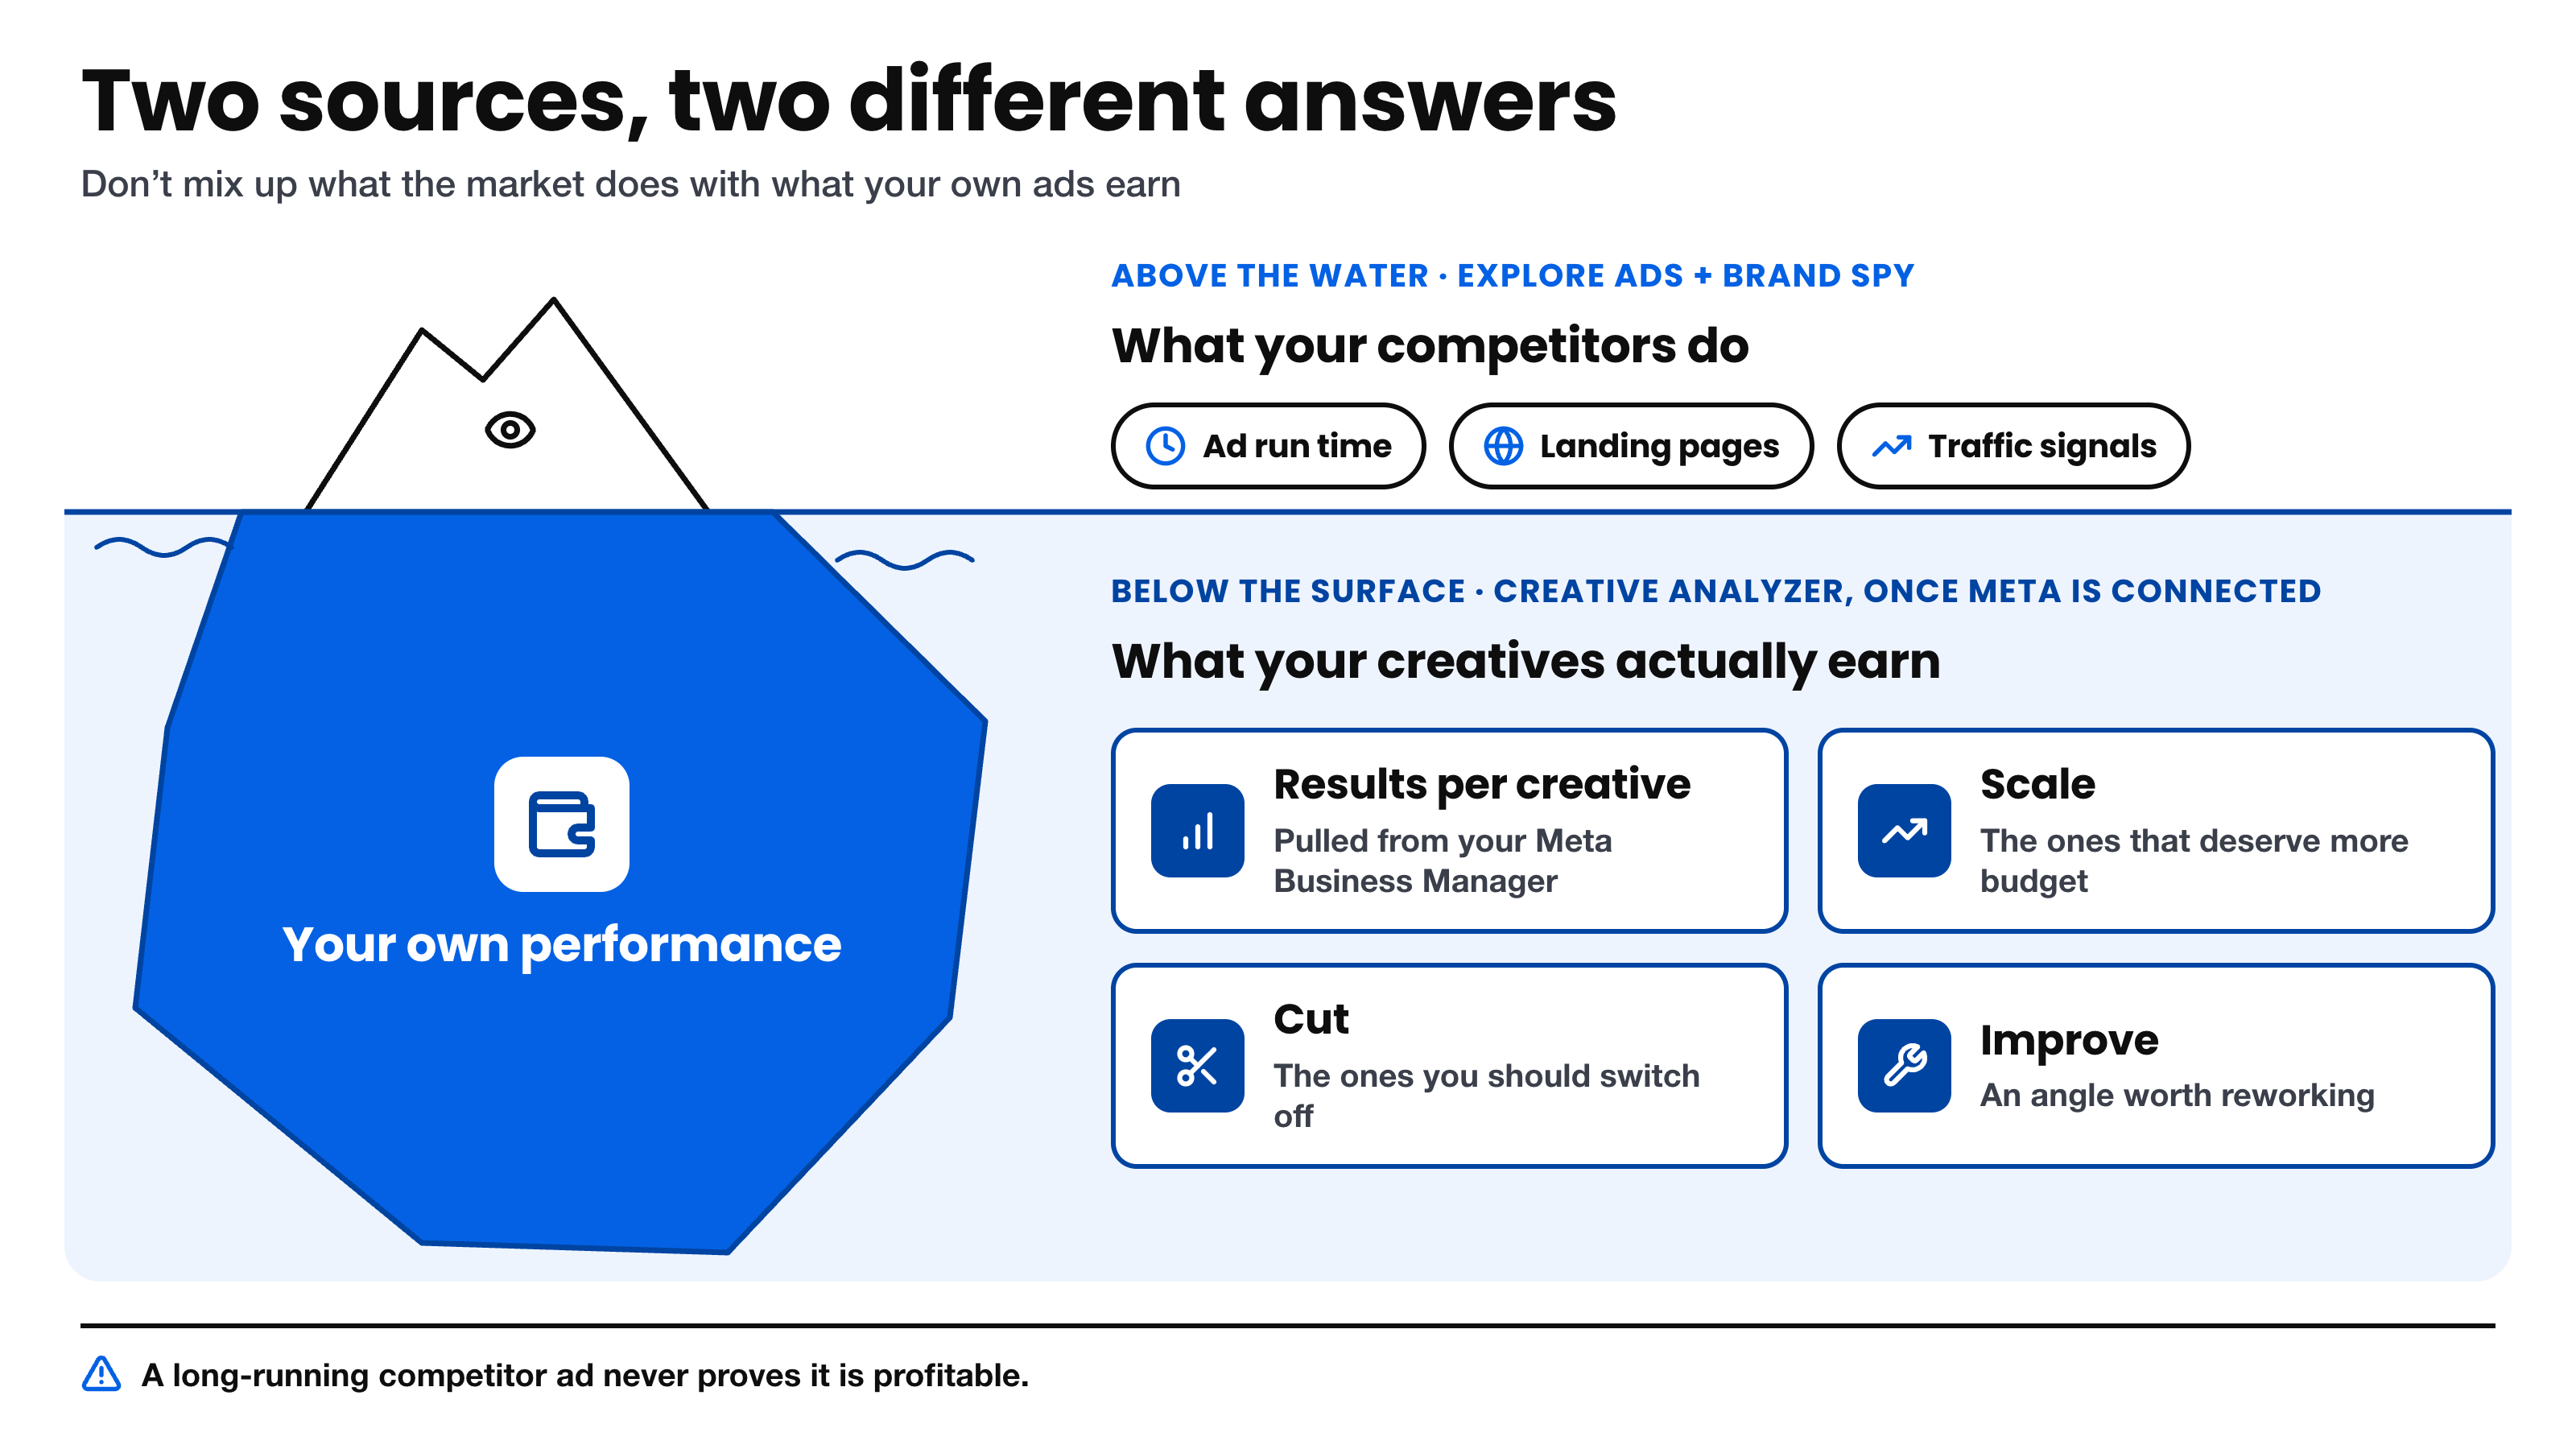 Two sources, two different answers
Don’t mix up what the market does with what your own ads earn
ABOVE THE WATER · EXPLORE ADS + BRAND SPY
What your competitors do
Ad run time
Landing pages
Traffic signals
BELOW THE SURFACE · CREATIVE ANALYZER, ONCE META IS CONNECTED
What your creatives actually earn
Your own performance
Results per creative
Pulled from your Meta
Business Manager
Scale
The ones that deserve more
budget
Cut
The ones you should switch
off
Improve
An angle worth reworking
A long-running competitor ad never proves it is profitable.